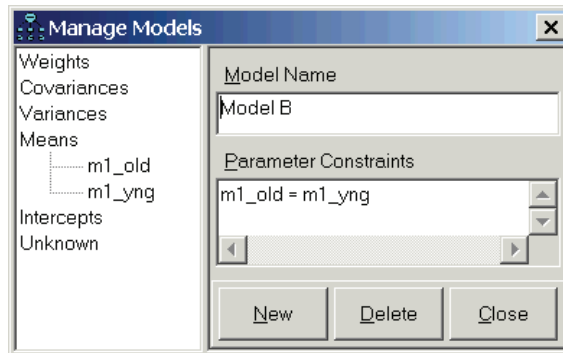 Manage Models
Weights
Covariances
Variances
Means
m1_old
m1_yng
Intercepts
Unknown
Model Name
Model B
Parameter Constraints
m1_old = m1_yng
New
Delete
Close